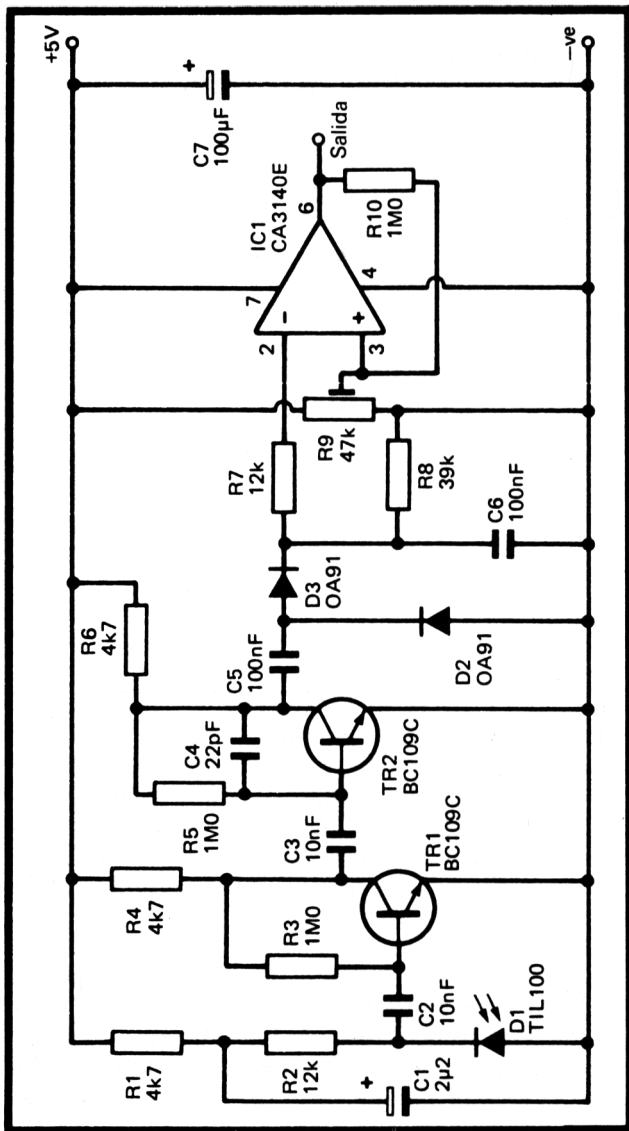 +5V
R1
4k7
R4
4k7
R6
4k7
R5
1M0
C4
22pF
C5
100nF
D3
OA91
R7
12k
R9
47k
IC1
CA3140E
7
2
−
6
Salida
+
3
4
R10
1M0
C7
100µF
+
R2
12k
R3
1M0
C3
10nF
TR2
BC109C
D2
OA91
R8
39k
C6
100nF
C2
10nF
TR1
BC109C
+
C1
2µ2
D1
TIL100
−ve